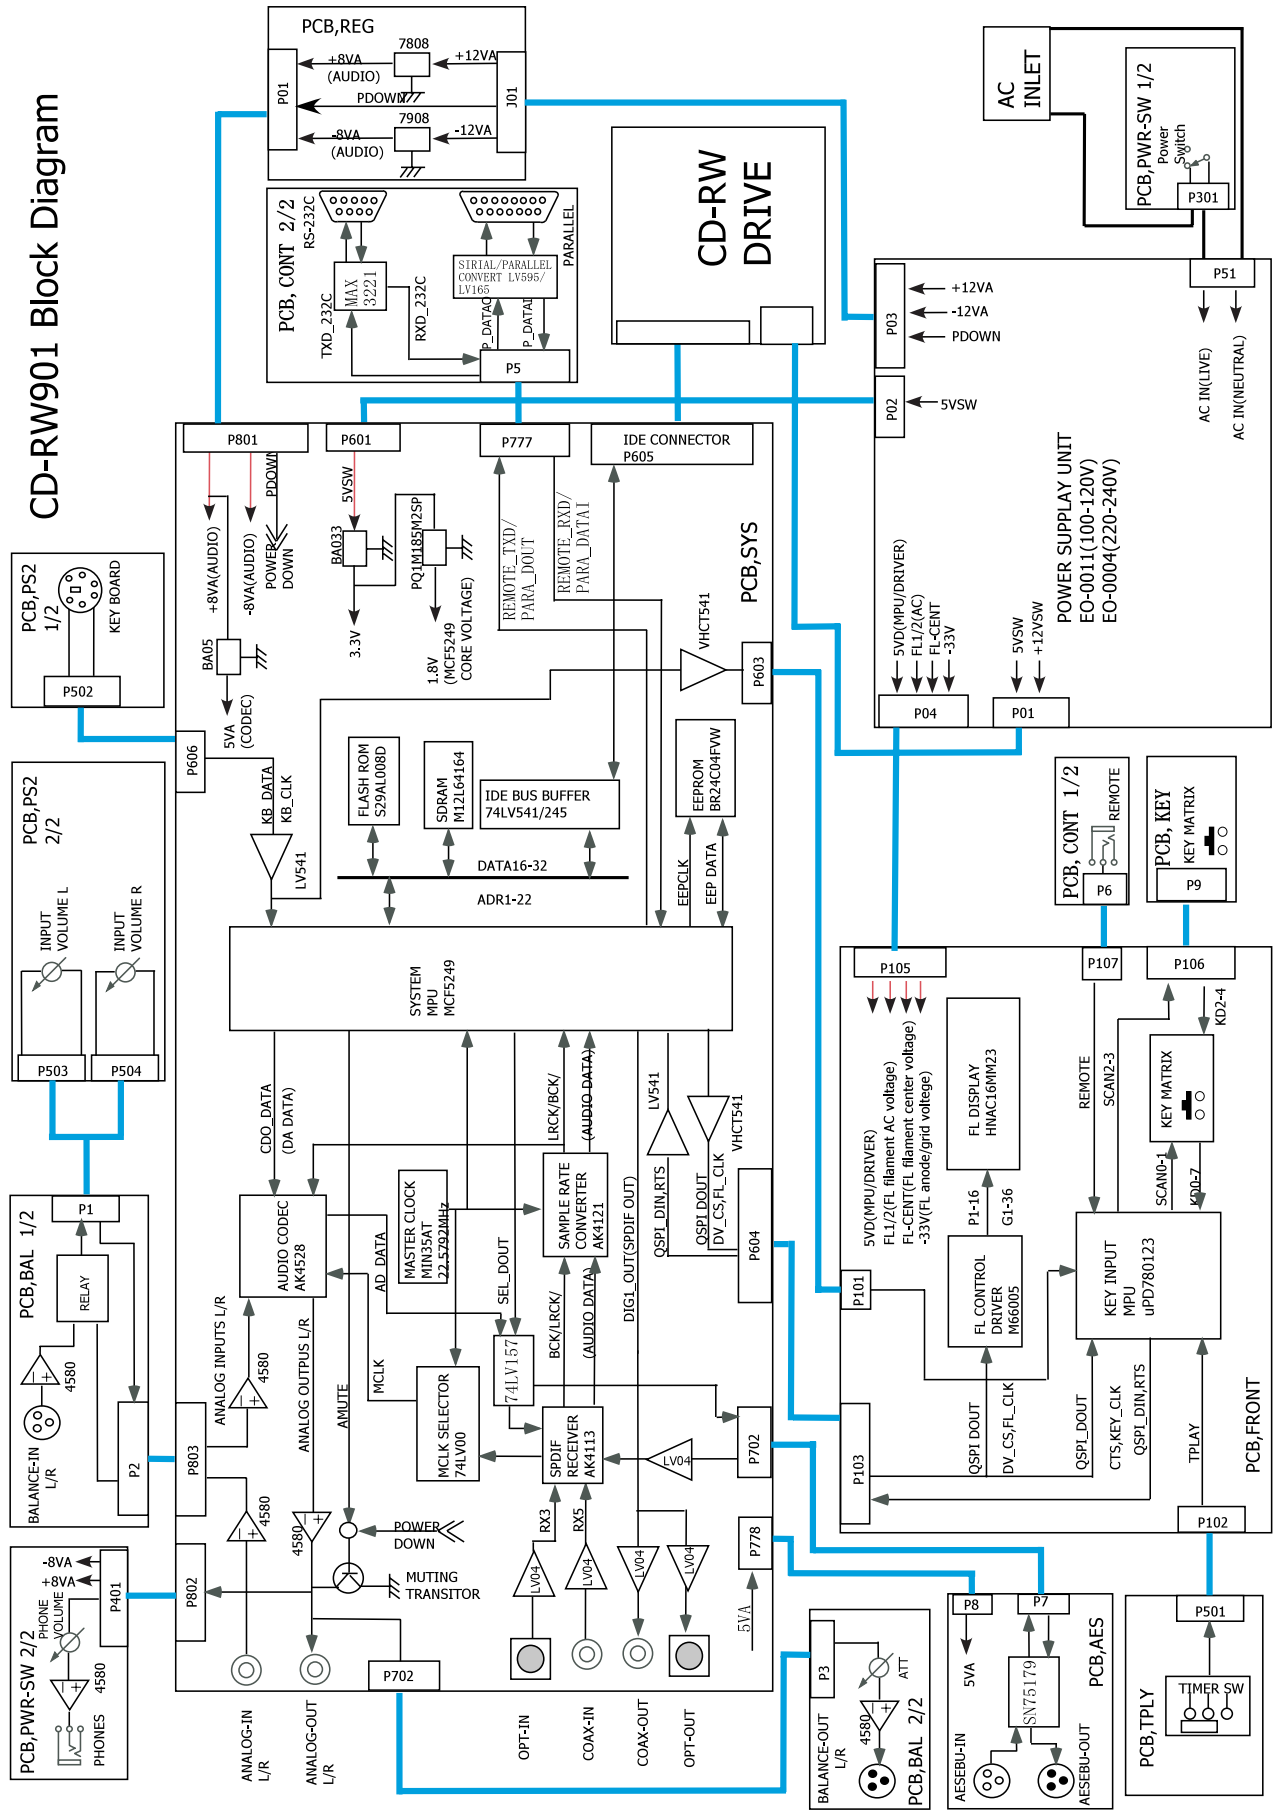 CD-RW901 Block Diagram
PCB,REG
P01
+8VA
(AUDIO)
7808
+12VA
PDOWN
J01
-8VA
(AUDIO)
7908
-12VA
PCB,CONT 2/2
RS-232C
MAX
3221
TXD_232C
RXD_232C
SIRIAL/PARALLEL
CONVERT LV595/
LV165
PARALLEL
P_DATAO
P_DATAI
P5
CD-RW
DRIVE
AC
INLET
PCB,PWR-SW 1/2
Power
Switch
P301
P51
AC IN(LIVE)
AC IN(NEUTRAL)
P03
+12VA
-12VA
PDOWN
P02
5VSW
POWER SUPPLAY UNIT
EO-0011(100-120V)
EO-0004(220-240V)
5VD(MPU/DRIVER)
FL1/2(AC)
FL-CENT
-33V
P04
5VSW
+12VSW
P01
PCB,PS2
1/2
KEY BOARD
P502
PCB,PS2
2/2
INPUT
VOLUME L
INPUT
VOLUME R
P503
P504
PCB,BAL 1/2
P1
RELAY
4580
BALANCE-IN
L/R
P2
PCB,PWR-SW 2/2
-8VA
+8VA
P401
PHONE
VOLUME
4580
PHONES
PCB,SYS
P801
+8VA(AUDIO)
-8VA(AUDIO)
PDOWN
POWER
DOWN
BA05
5VA
(CODEC)
P601
5VSW
BA033
3.3V
PQ1M185M2SP
1.8V
(MCF5249
CORE VOLTAGE)
P777
REMOTE_TXD/
PARA_DOUT
REMOTE_RXD/
PARA_DATAI
IDE CONNECTOR
P605
VHCT541
P603
P606
KB_DATA
KB_CLK
LV541
FLASH ROM
S29AL008D
SDRAM
M12L64164
IDE BUS BUFFER
74LV541/245
EEPROM
BR24C04FVW
DATA16-32
ADR1-22
EEPCLK
EEP DATA
SYSTEM
MPU
MCF5249
CDO_DATA
(DA DATA)
LRCK/BCK/
(AUDIO DATA)
LV541
VHCT541
AUDIO CODEC
AK4528
MASTER CLOCK
MIN35AT
22.5792MHz
SAMPLE RATE
CONVERTER
AK4121
QSPI_DIN,RTS
QSPI DOUT
DV_CS,FL_CLK
P604
AD_DATA
SEL_DOUT
BCK/LRCK/
(AUDIO DATA)
DIG1_OUT(SPDIF OUT)
ANALOG INPUTS L/R
ANALOG OUTPUS L/R
AMUTE
MCLK
4580
74LV157
MCLK SELECTOR
74LV00
SPDIF
RECEIVER
AK4113
LV04
P702
P803
4580
4580
POWER
DOWN
MUTING
TRANSITOR
P802
RX3
RX5
LV04
LV04
LV04
LV04
P778
5VA
P702
ANALOG-IN
L/R
ANALOG-OUT
L/R
OPT-IN
COAX-IN
COAX-OUT
OPT-OUT
PCB,CONT 1/2
REMOTE
P6
PCB,KEY
KEY MATRIX
P9
P105
P107
P106
5VD(MPU/DRIVER)
FL1/2(FL filament AC voltage)
FL-CENT(FL filament center voltage)
-33V(FL anode/grid voltege)
FL DISPLAY
HNAC16MM23
REMOTE
SCAN2-3
KD2-4
KEY MATRIX
P1-16
G1-36
SCAN0-1
KD0-7
P101
FL CONTROL
DRIVER
M66005
KEY INPUT
MPU
uPD780123
QSPI DOUT
DV_CS,FL_CLK
QSPI_DOUT
CTS,KEY_CLK
QSPI_DIN,RTS
TPLAY
P103
PCB,FRONT
P102
P3
ATT
4580
BALANCE-OUT
L/R
PCB,BAL 2/2
P8
P7
5VA
SN75179
PCB,AES
AESEBU-IN
AESEBU-OUT
P501
TIMER SW
PCB,TPLY